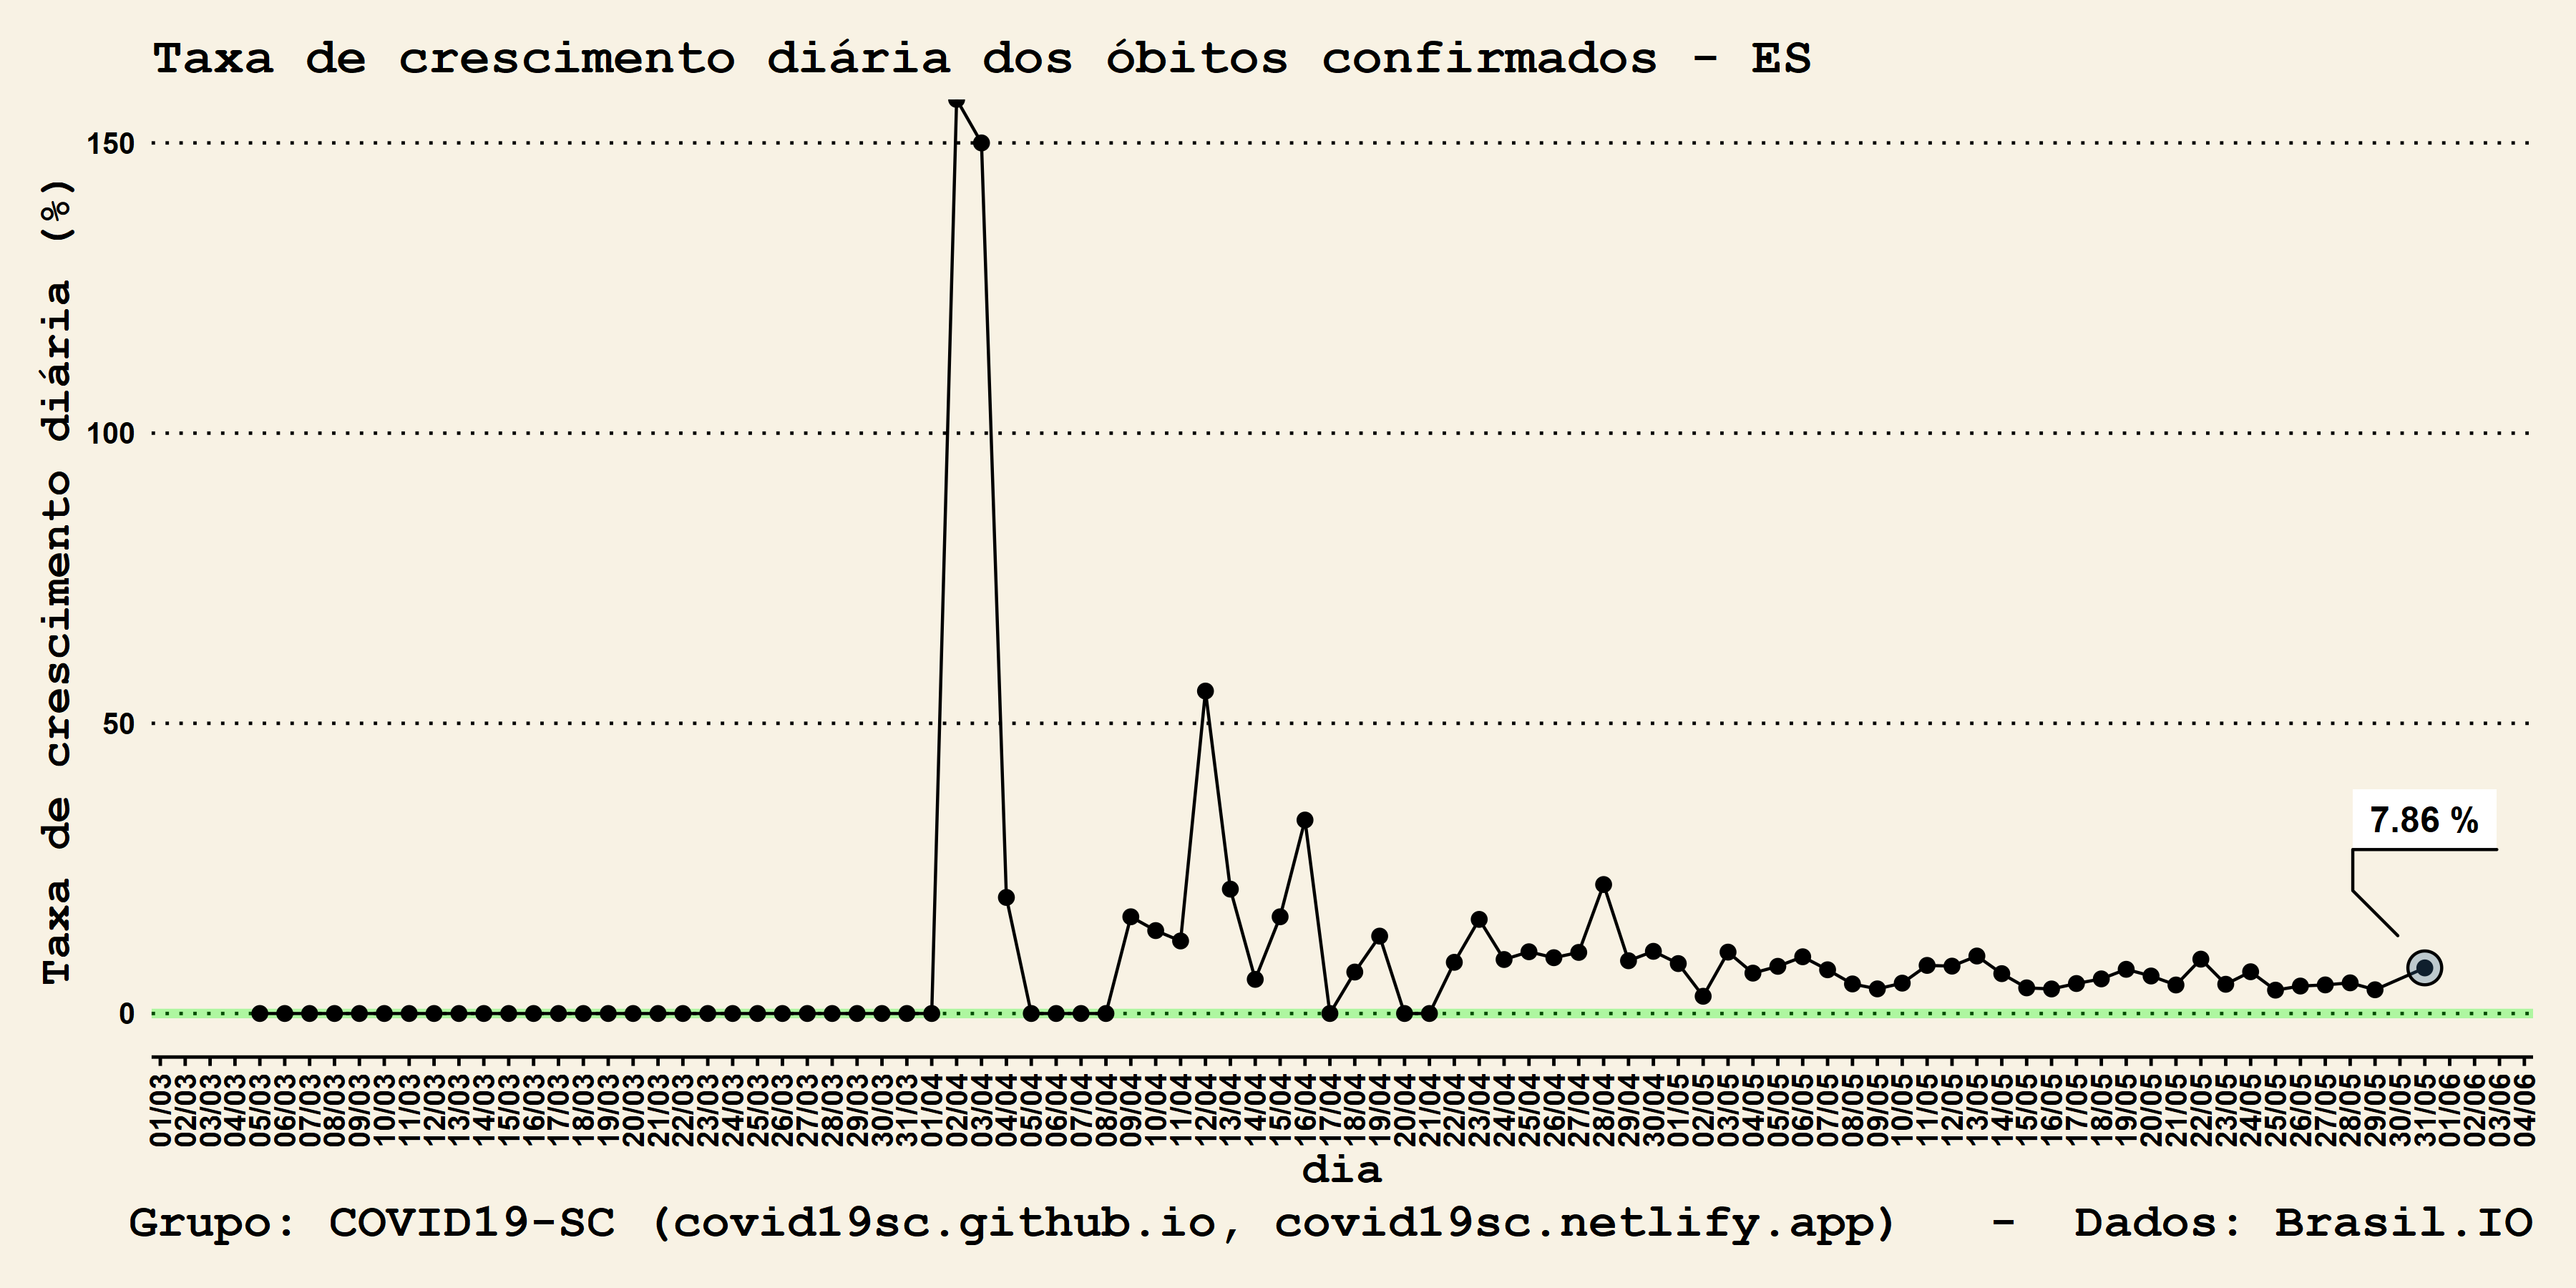 Taxa de crescimento diária dos óbitos confirmados - ES
Taxa de crescimento diária (%)
150
100
50
0
7.86 %
01/03 02/03 03/03 04/03 05/03 06/03 07/03 08/03 09/03 10/03 11/03 12/03 13/03 14/03 15/03 16/03 17/03 18/03 19/03 20/03 21/03 22/03 23/03 24/03 25/03 26/03 27/03 28/03 29/03 30/03 31/03 01/04 02/04 03/04 04/04 05/04 06/04 07/04 08/04 09/04 10/04 11/04 12/04 13/04 14/04 15/04 16/04 17/04 18/04 19/04 20/04 21/04 22/04 23/04 24/04 25/04 26/04 27/04 28/04 29/04 30/04 01/05 02/05 03/05 04/05 05/05 06/05 07/05 08/05 09/05 10/05 11/05 12/05 13/05 14/05 15/05 16/05 17/05 18/05 19/05 20/05 21/05 22/05 23/05 24/05 25/05 26/05 27/05 28/05 29/05 30/05 31/05 01/06 02/06 03/06 04/06
dia
Grupo: COVID19-SC (covid19sc.github.io, covid19sc.netlify.app) - Dados: Brasil.IO